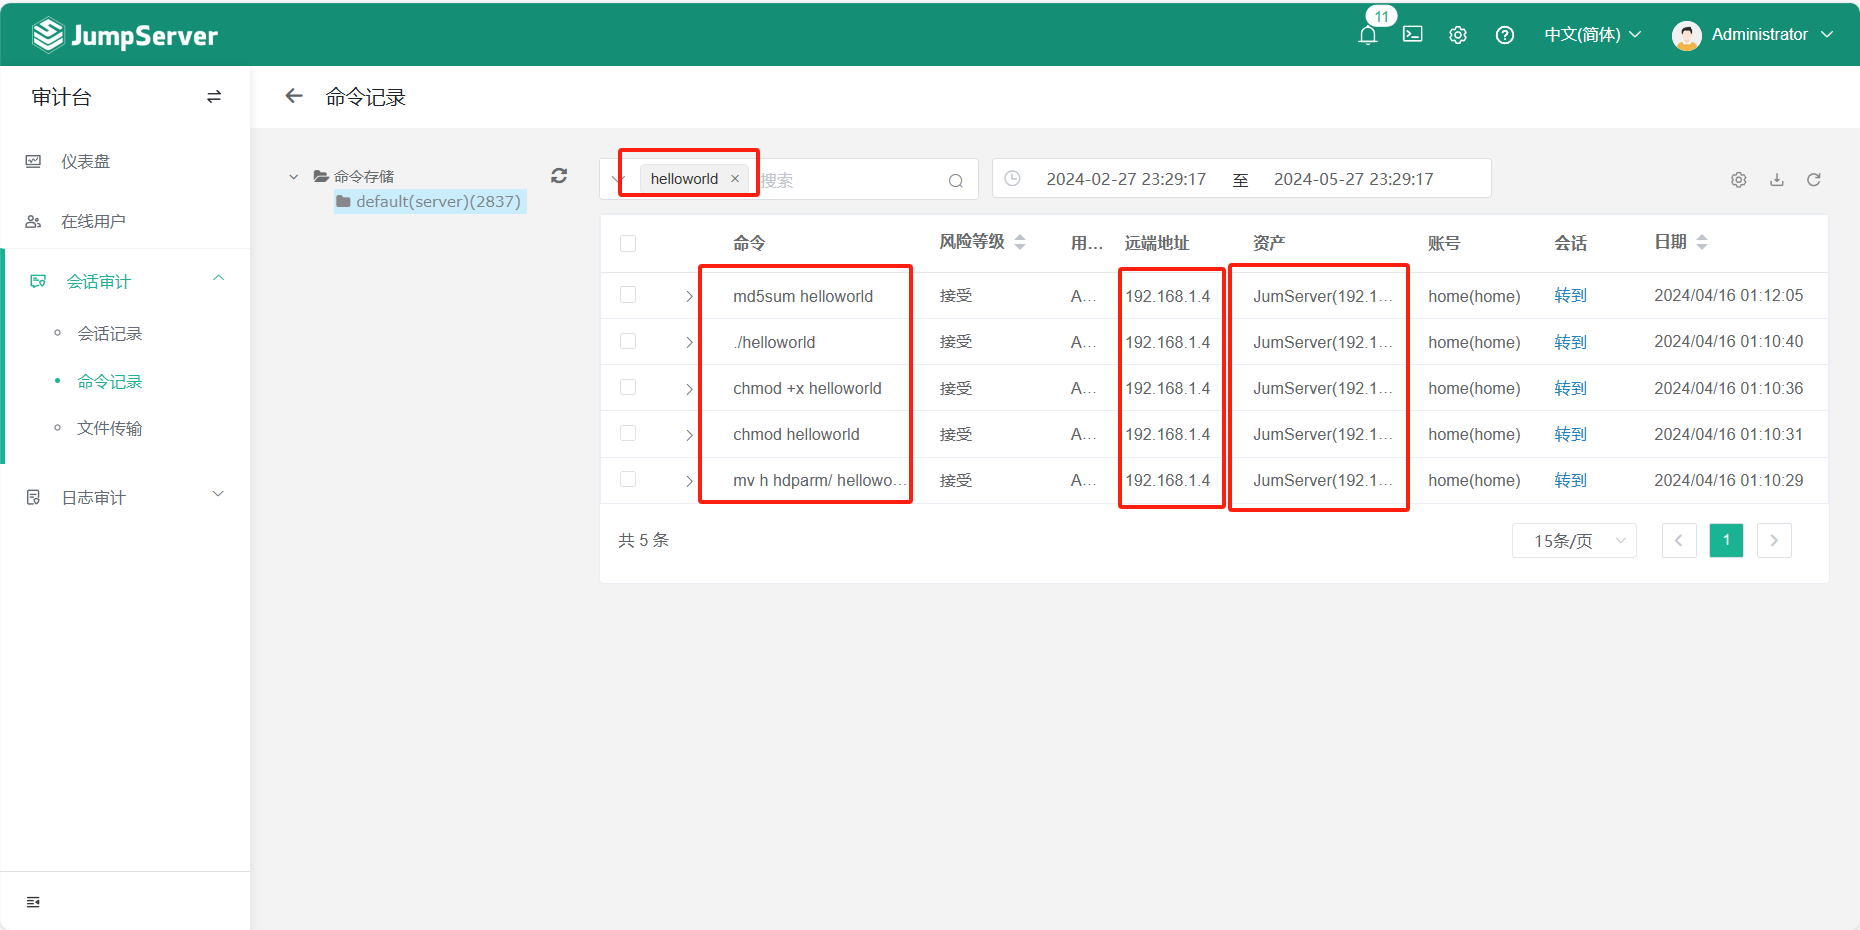 JumpServer
11
中文(简体)
Administrator
审计台
命令记录
仪表盘
在线用户
会话审计
会话记录
命令记录
文件传输
日志审计
命令存储
default(server)(2837)
helloworld ×
搜索
2024-02-27 23:29:17 至 2024-05-27 23:29:17
命令 风险等级 用... 远端地址 资产 账号 会话 日期
md5sum helloworld 接受 A... 192.168.1.4 JumServer(192.1... home(home) 转到 2024/04/16 01:12:05
./helloworld 接受 A... 192.168.1.4 JumServer(192.1... home(home) 转到 2024/04/16 01:10:40
chmod +x helloworld 接受 A... 192.168.1.4 JumServer(192.1... home(home) 转到 2024/04/16 01:10:36
chmod helloworld 接受 A... 192.168.1.4 JumServer(192.1... home(home) 转到 2024/04/16 01:10:31
mv h hdparm/ hellowo... 接受 A... 192.168.1.4 JumServer(192.1... home(home) 转到 2024/04/16 01:10:29
共 5 条
15条/页
1